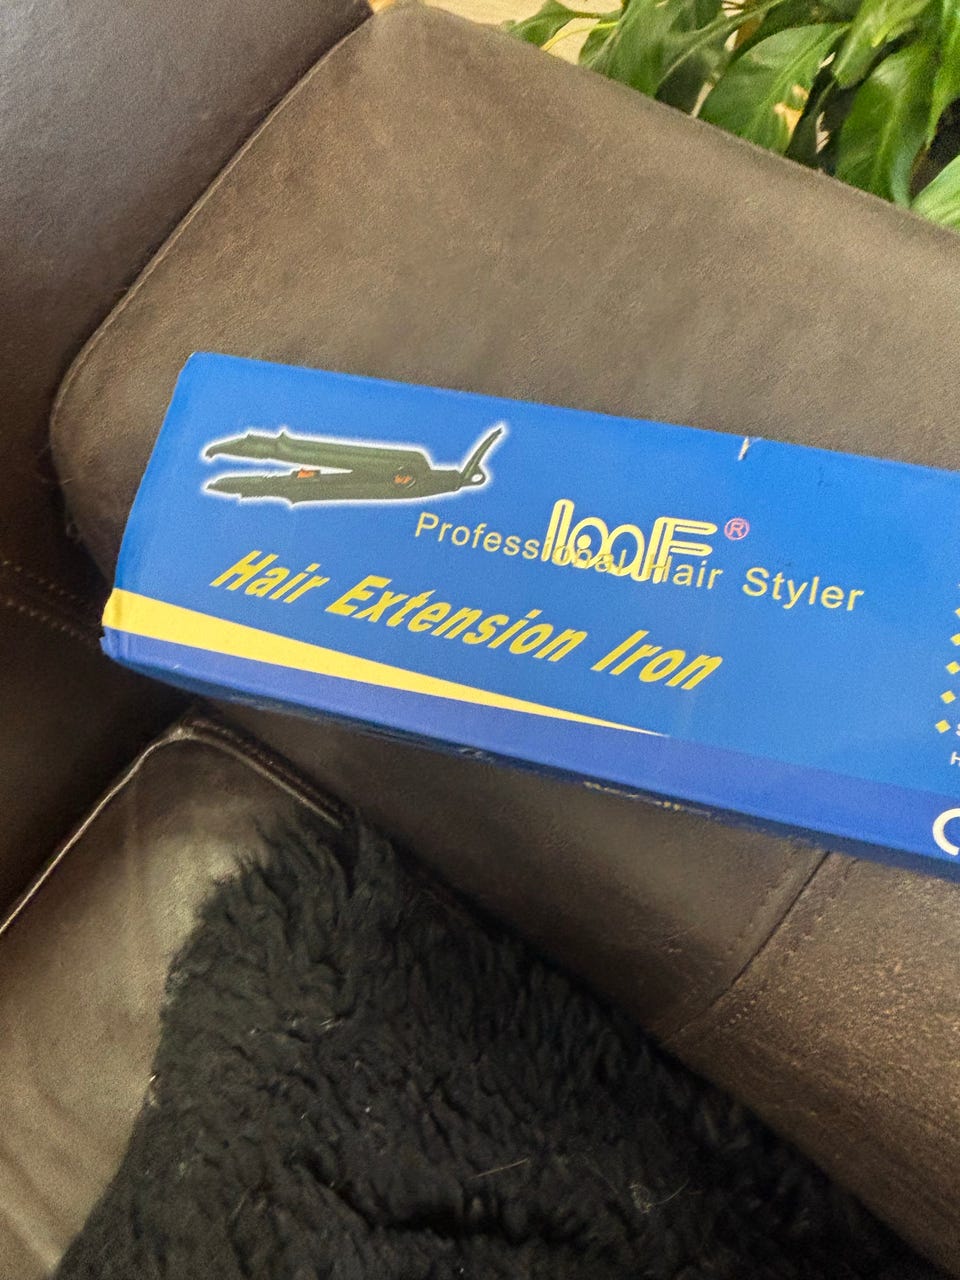 Professional Hair Styler
Hair Extension Iron